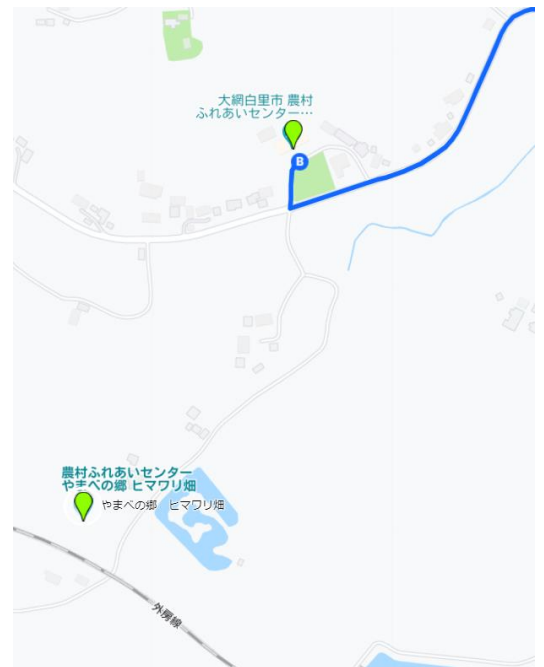 大網白里市 農村
ふれあいセンター…
B
農村ふれあいセンター
やまべの郷 ヒマワリ畑
やまべの郷 ヒマワリ畑
外房線